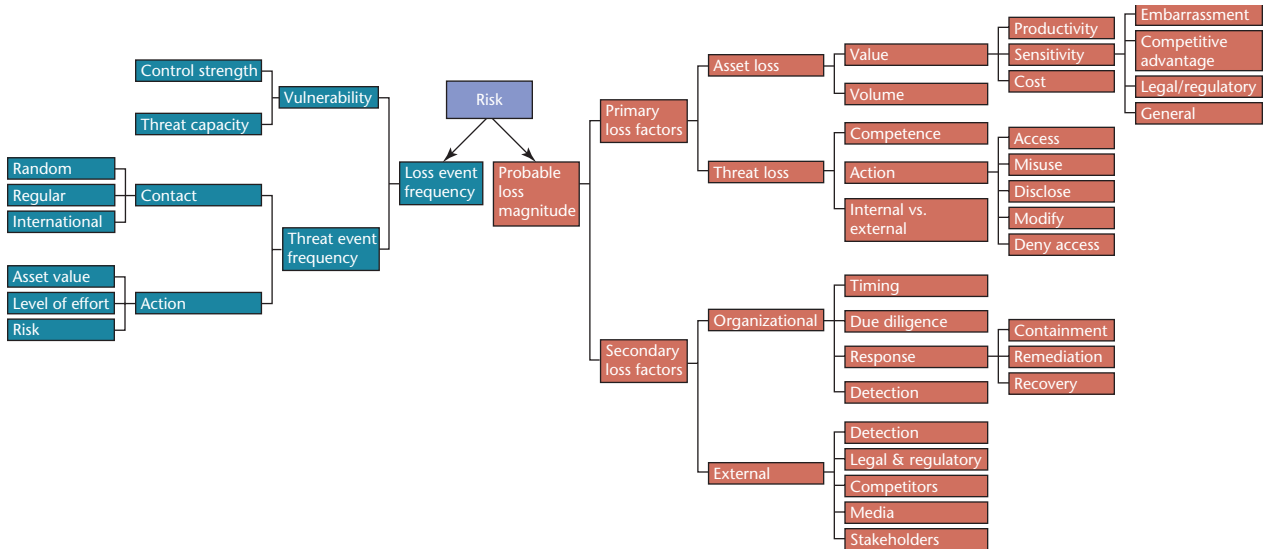 Risk
Loss event
frequency
Vulnerability
Control strength
Threat capacity
Threat event
frequency
Contact
Random
Regular
International
Action
Asset value
Level of effort
Risk
Probable
loss
magnitude
Primary
loss factors
Asset loss
Value
Productivity
Sensitivity
Embarrassment
Competitive
advantage
Legal/regulatory
General
Cost
Volume
Threat loss
Competence
Action
Access
Misuse
Disclose
Modify
Deny access
Internal vs.
external
Secondary
loss factors
Organizational
Timing
Due diligence
Response
Containment
Remediation
Recovery
Detection
External
Detection
Legal & regulatory
Competitors
Media
Stakeholders